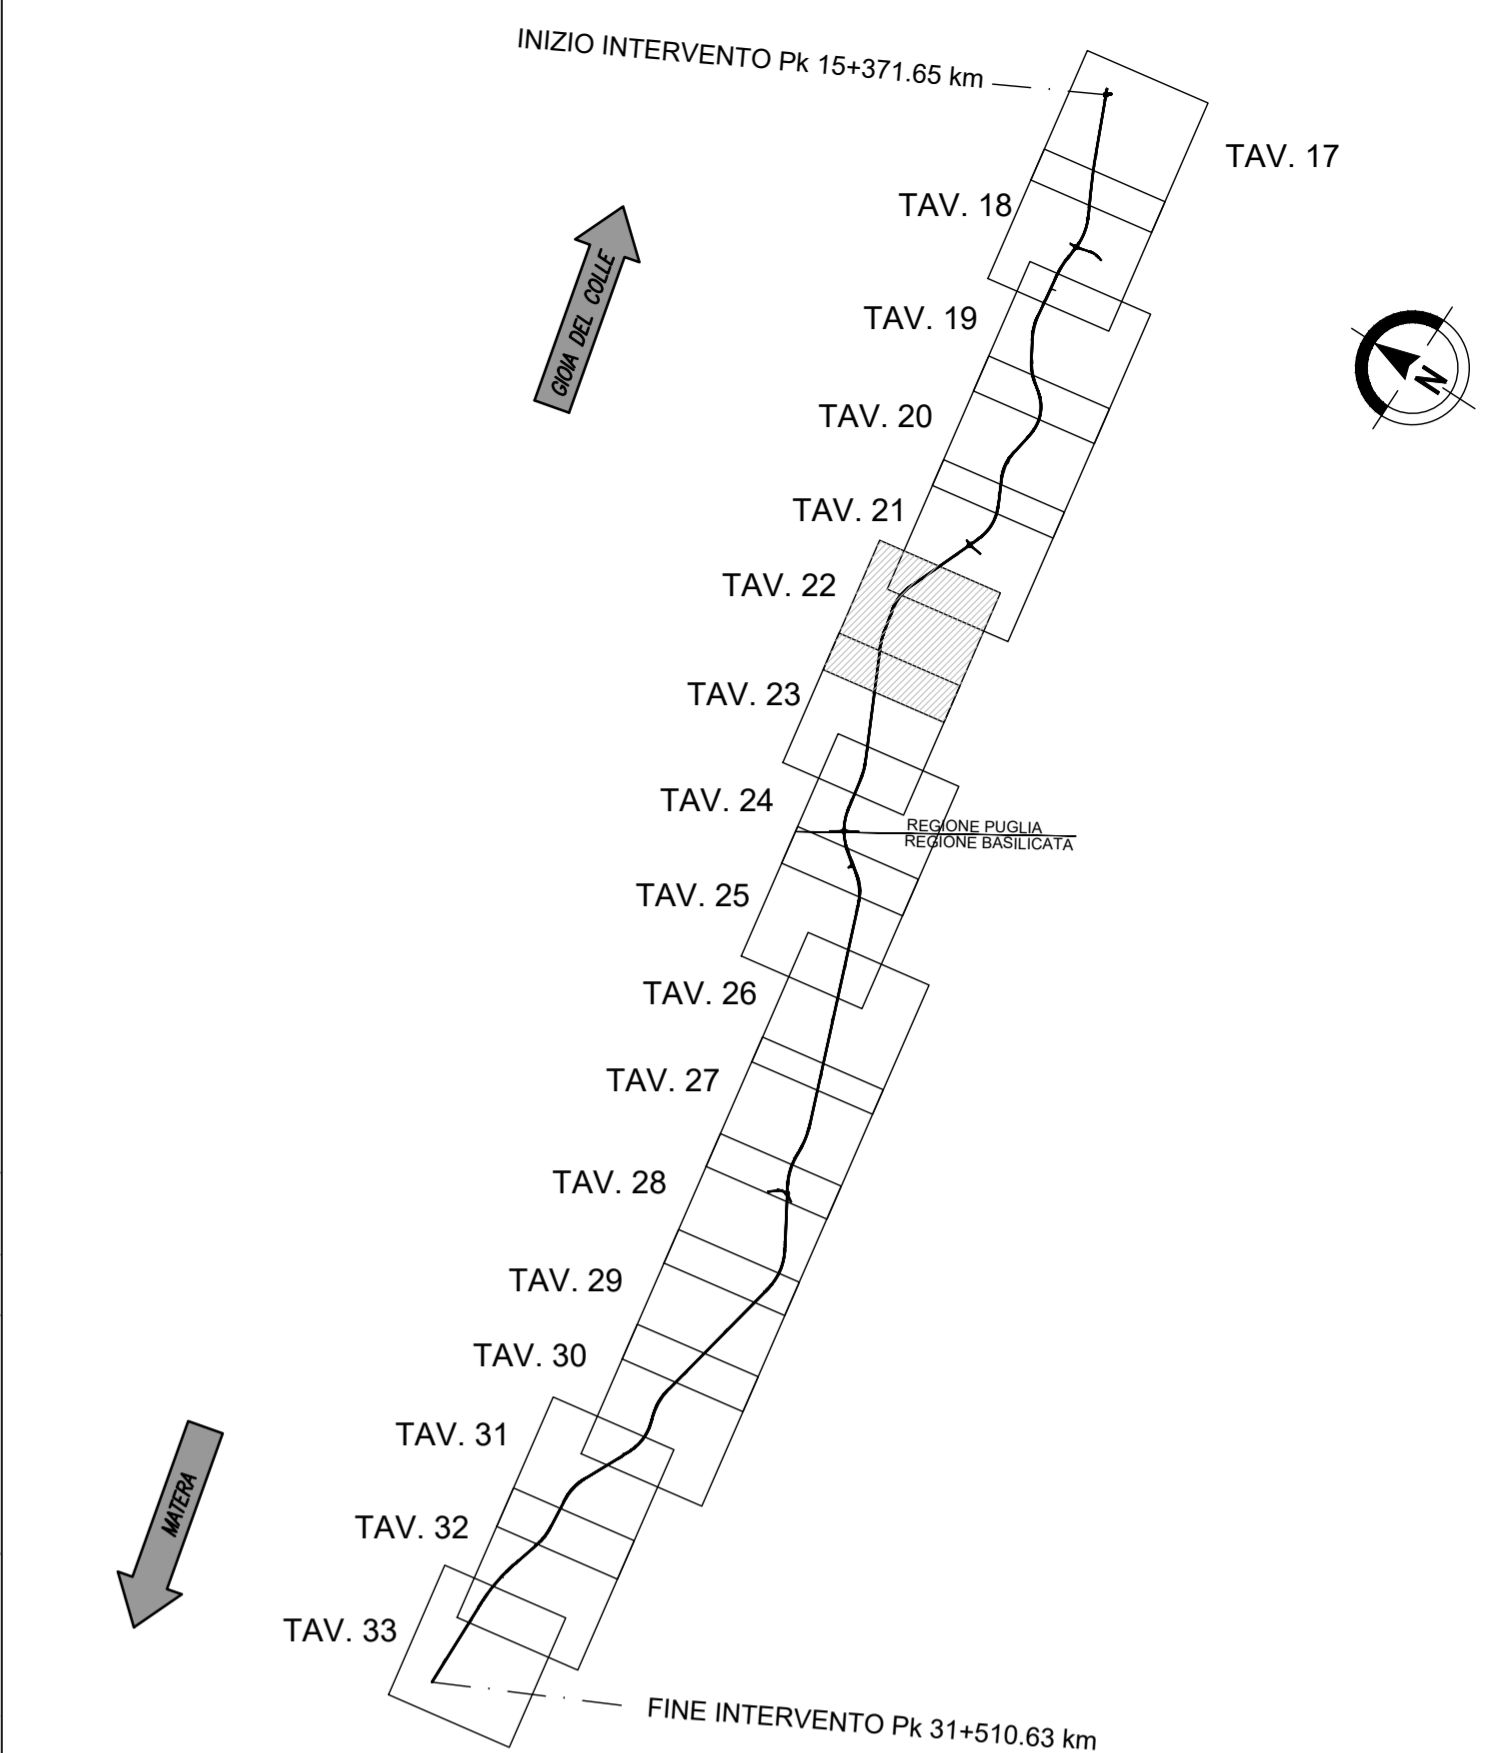 INIZIO INTERVENTO Pk 15+371.65 km
TAV. 17
TAV. 18
GIOIA DEL COLLE
TAV. 19
N
TAV. 20
TAV. 21
TAV. 22
TAV. 23
TAV. 24
REGIONE PUGLIA
REGIONE BASILICATA
TAV. 25
TAV. 26
TAV. 27
TAV. 28
TAV. 29
TAV. 30
TAV. 31
MATERA
TAV. 32
TAV. 33
FINE INTERVENTO Pk 31+510.63 km